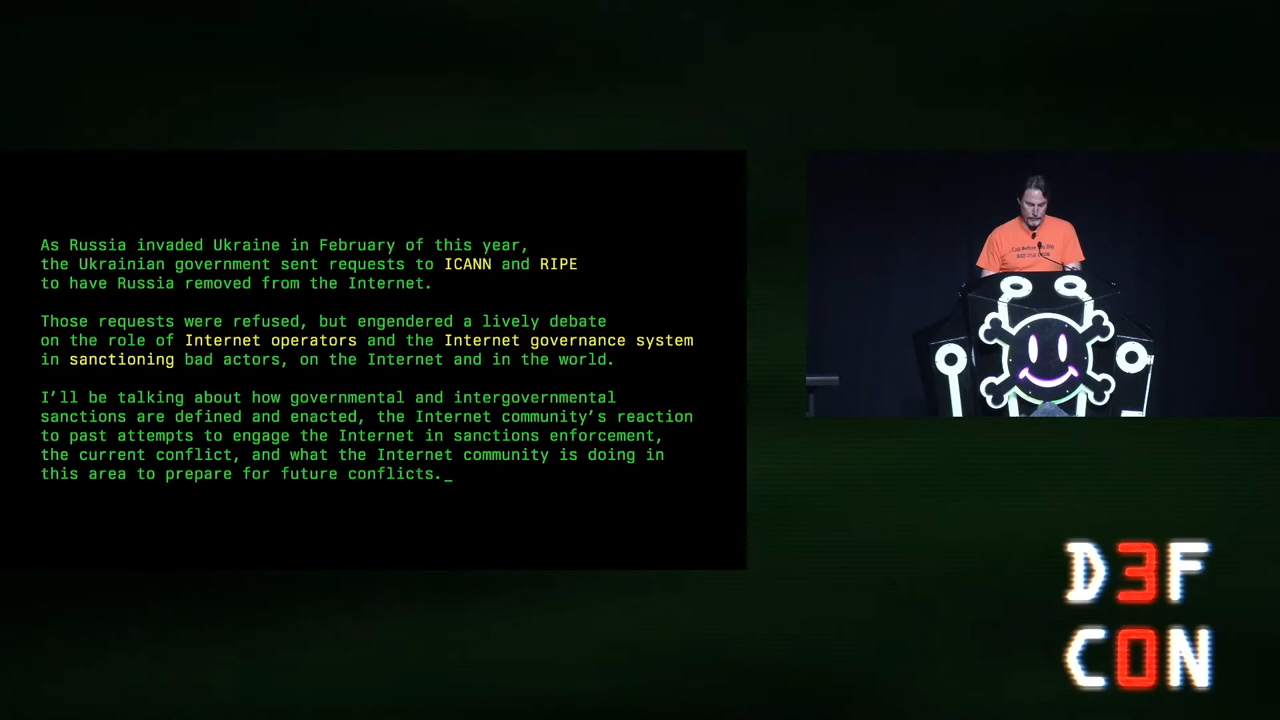 As Russia invaded Ukraine in February of this year,
the Ukrainian government sent requests to ICANN and RIPE
to have Russia removed from the Internet.
Those requests were refused, but engendered a lively debate
on the role of Internet operators and the Internet governance system
in sanctioning bad actors, on the Internet and in the world.
I’ll be talking about how governmental and intergovernmental
sanctions are defined and enacted, the Internet community’s reaction
to past attempts to engage the Internet in sanctions enforcement,
the current conflict, and what the Internet community is doing in
this area to prepare for future conflicts._
Call Before You Dig
D3F
C0N